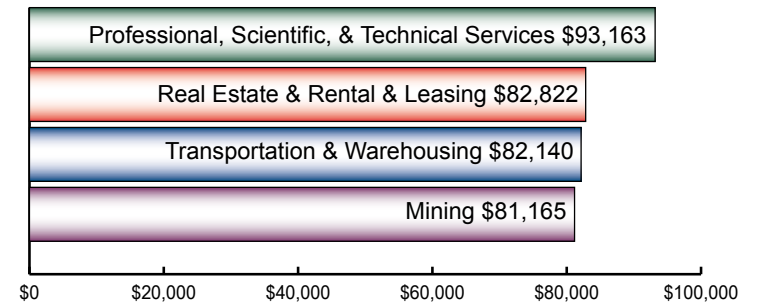 Professional, Scientific, & Technical Services $93,163
Real Estate & Rental & Leasing $82,822
Transportation & Warehousing $82,140
Mining $81,165
$0 $20,000 $40,000 $60,000 $80,000 $100,000